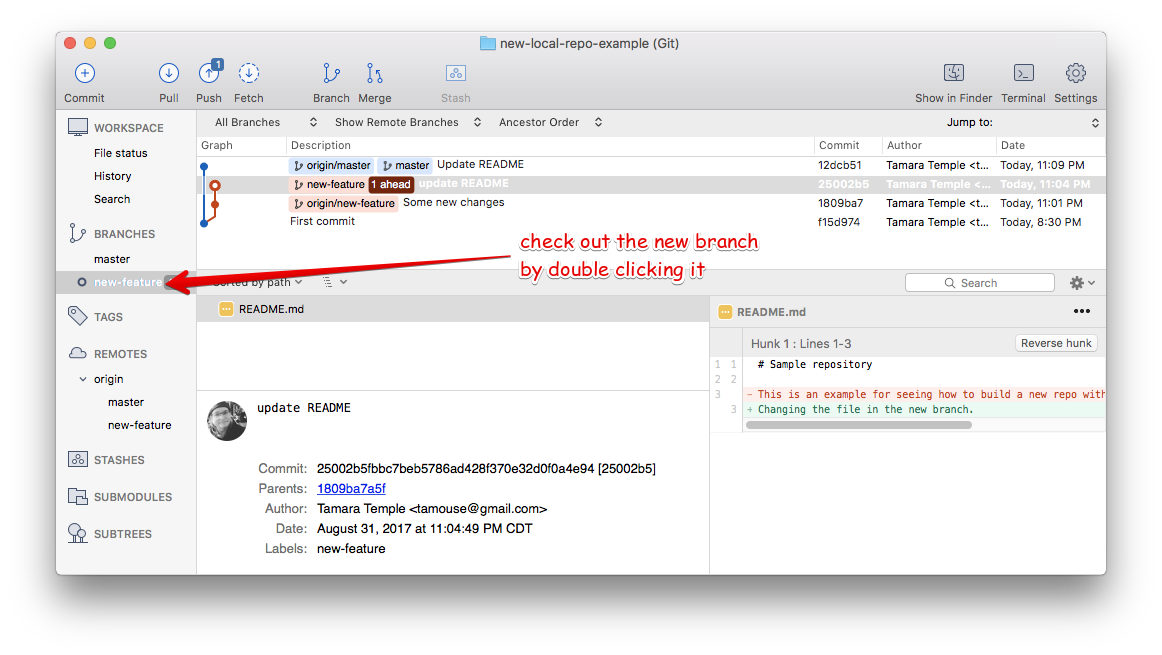 new-local-repo-example (Git)
1
Commit Pull Push Fetch Branch Merge Stash Show in Finder Terminal Settings
WORKSPACE
File status
History
Search
BRANCHES
master
new-feature
TAGS
REMOTES
origin
master
new-feature
STASHES
SUBMODULES
SUBTREES
All Branches Show Remote Branches Ancestor Order Jump to:
Graph Description Commit Author Date
origin/master master Update README 12dcb51 Tamara Temple <t... Today, 11:09 PM
new-feature 1 ahead update README 25002b5 Tamara Temple <t... Today, 11:04 PM
origin/new-feature Some new changes 1809ba7 Tamara Temple <t... Today, 11:01 PM
First commit f15d974 Tamara Temple <t... Today, 8:30 PM
check out the new branch
by double clicking it
Sorted by path Search
README.md
update README
Commit: 25002b5fbbc7beb5786ad428f370e32d0f0a4e94 [25002b5]
Parents: 1809ba7a5f
Author: Tamara Temple <tamouse@gmail.com>
Date: August 31, 2017 at 11:04:49 PM CDT
Labels: new-feature
README.md
Hunk 1 : Lines 1-3 Reverse hunk
1 1 # Sample repository
2 2
3 - This is an example for seeing how to build a new repo with
3 + Changing the file in the new branch.